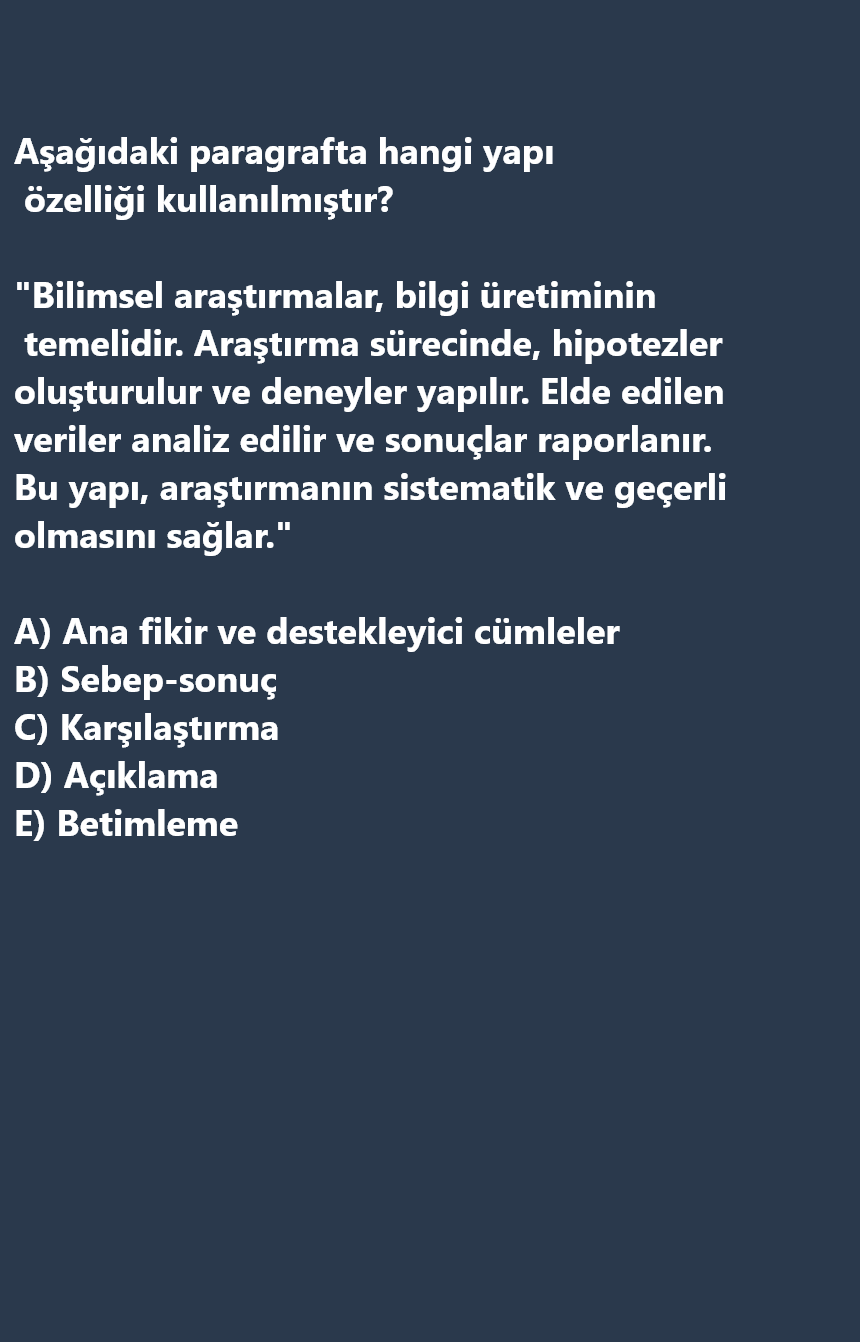 Aşağıdaki paragrafta hangi yapı
özelliği kullanılmıştır?
"Bilimsel araştırmalar, bilgi üretiminin
temelidir. Araştırma sürecinde, hipotezler
oluşturulur ve deneyler yapılır. Elde edilen
veriler analiz edilir ve sonuçlar raporlanır.
Bu yapı, araştırmanın sistematik ve geçerli
olmasını sağlar."
A) Ana fikir ve destekleyici cümleler
B) Sebep-sonuç
C) Karşılaştırma
D) Açıklama
E) Betimleme